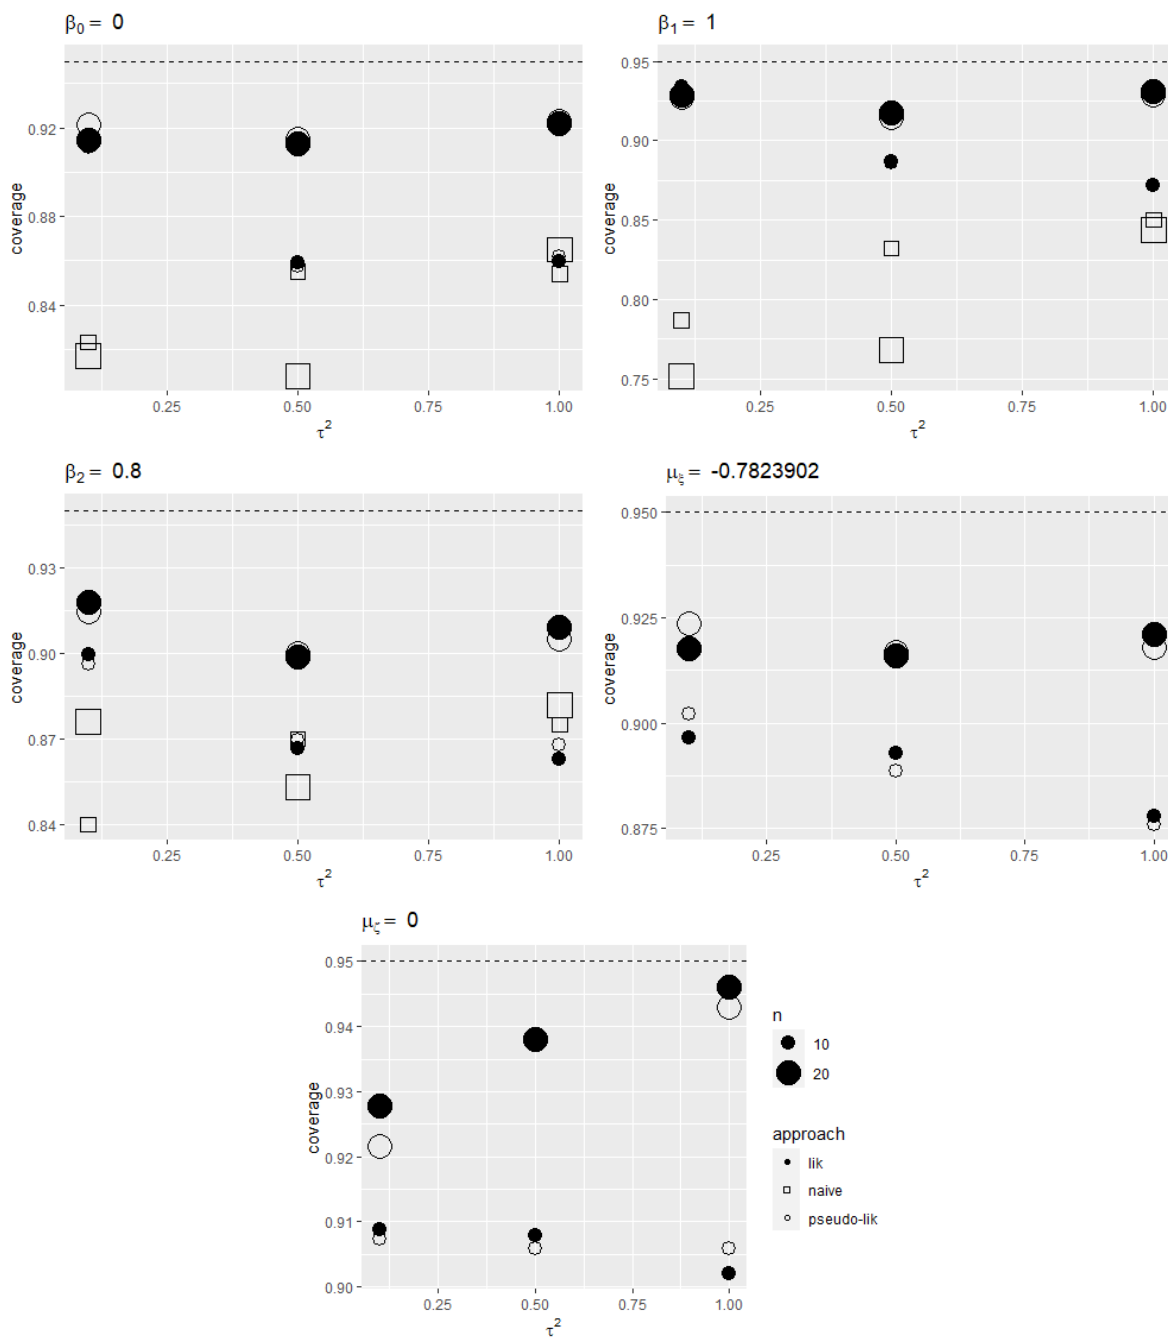 β₀ = 0
0.92
0.88
0.84
coverage
0.25 0.50 0.75 1.00
τ²
β₁ = 1
0.95
0.90
0.85
0.80
0.75
coverage
0.25 0.50 0.75 1.00
τ²
β₂ = 0.8
0.93
0.90
0.87
0.84
coverage
0.25 0.50 0.75 1.00
τ²
μ_ξ = -0.7823902
0.950
0.925
0.900
0.875
coverage
0.25 0.50 0.75 1.00
τ²
μ_ζ = 0
0.95
0.94
0.93
0.92
0.91
0.90
coverage
0.25 0.50 0.75 1.00
τ²
n
10
20
approach
lik
naive
pseudo-lik